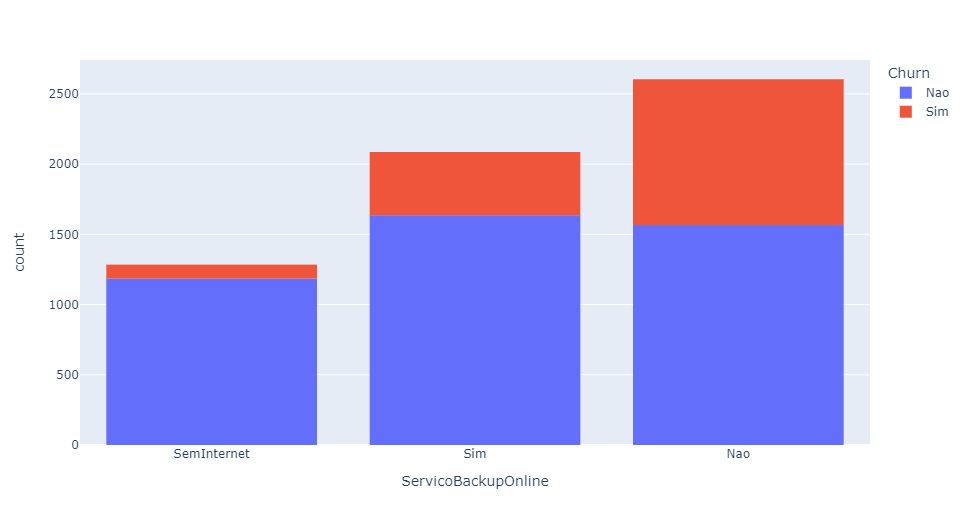 Churn
Nao
Sim
2500
2000
1500
1000
500
0
count
SemInternet
Sim
Nao
ServicoBackupOnline